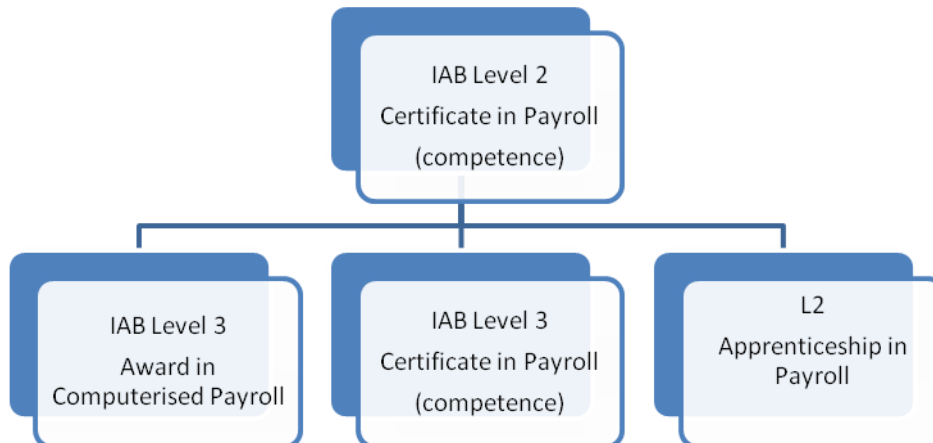 IAB Level 2
Certificate in Payroll
(competence)
IAB Level 3
Award in
Computerised Payroll
IAB Level 3
Certificate in Payroll
(competence)
L2
Apprenticeship in
Payroll